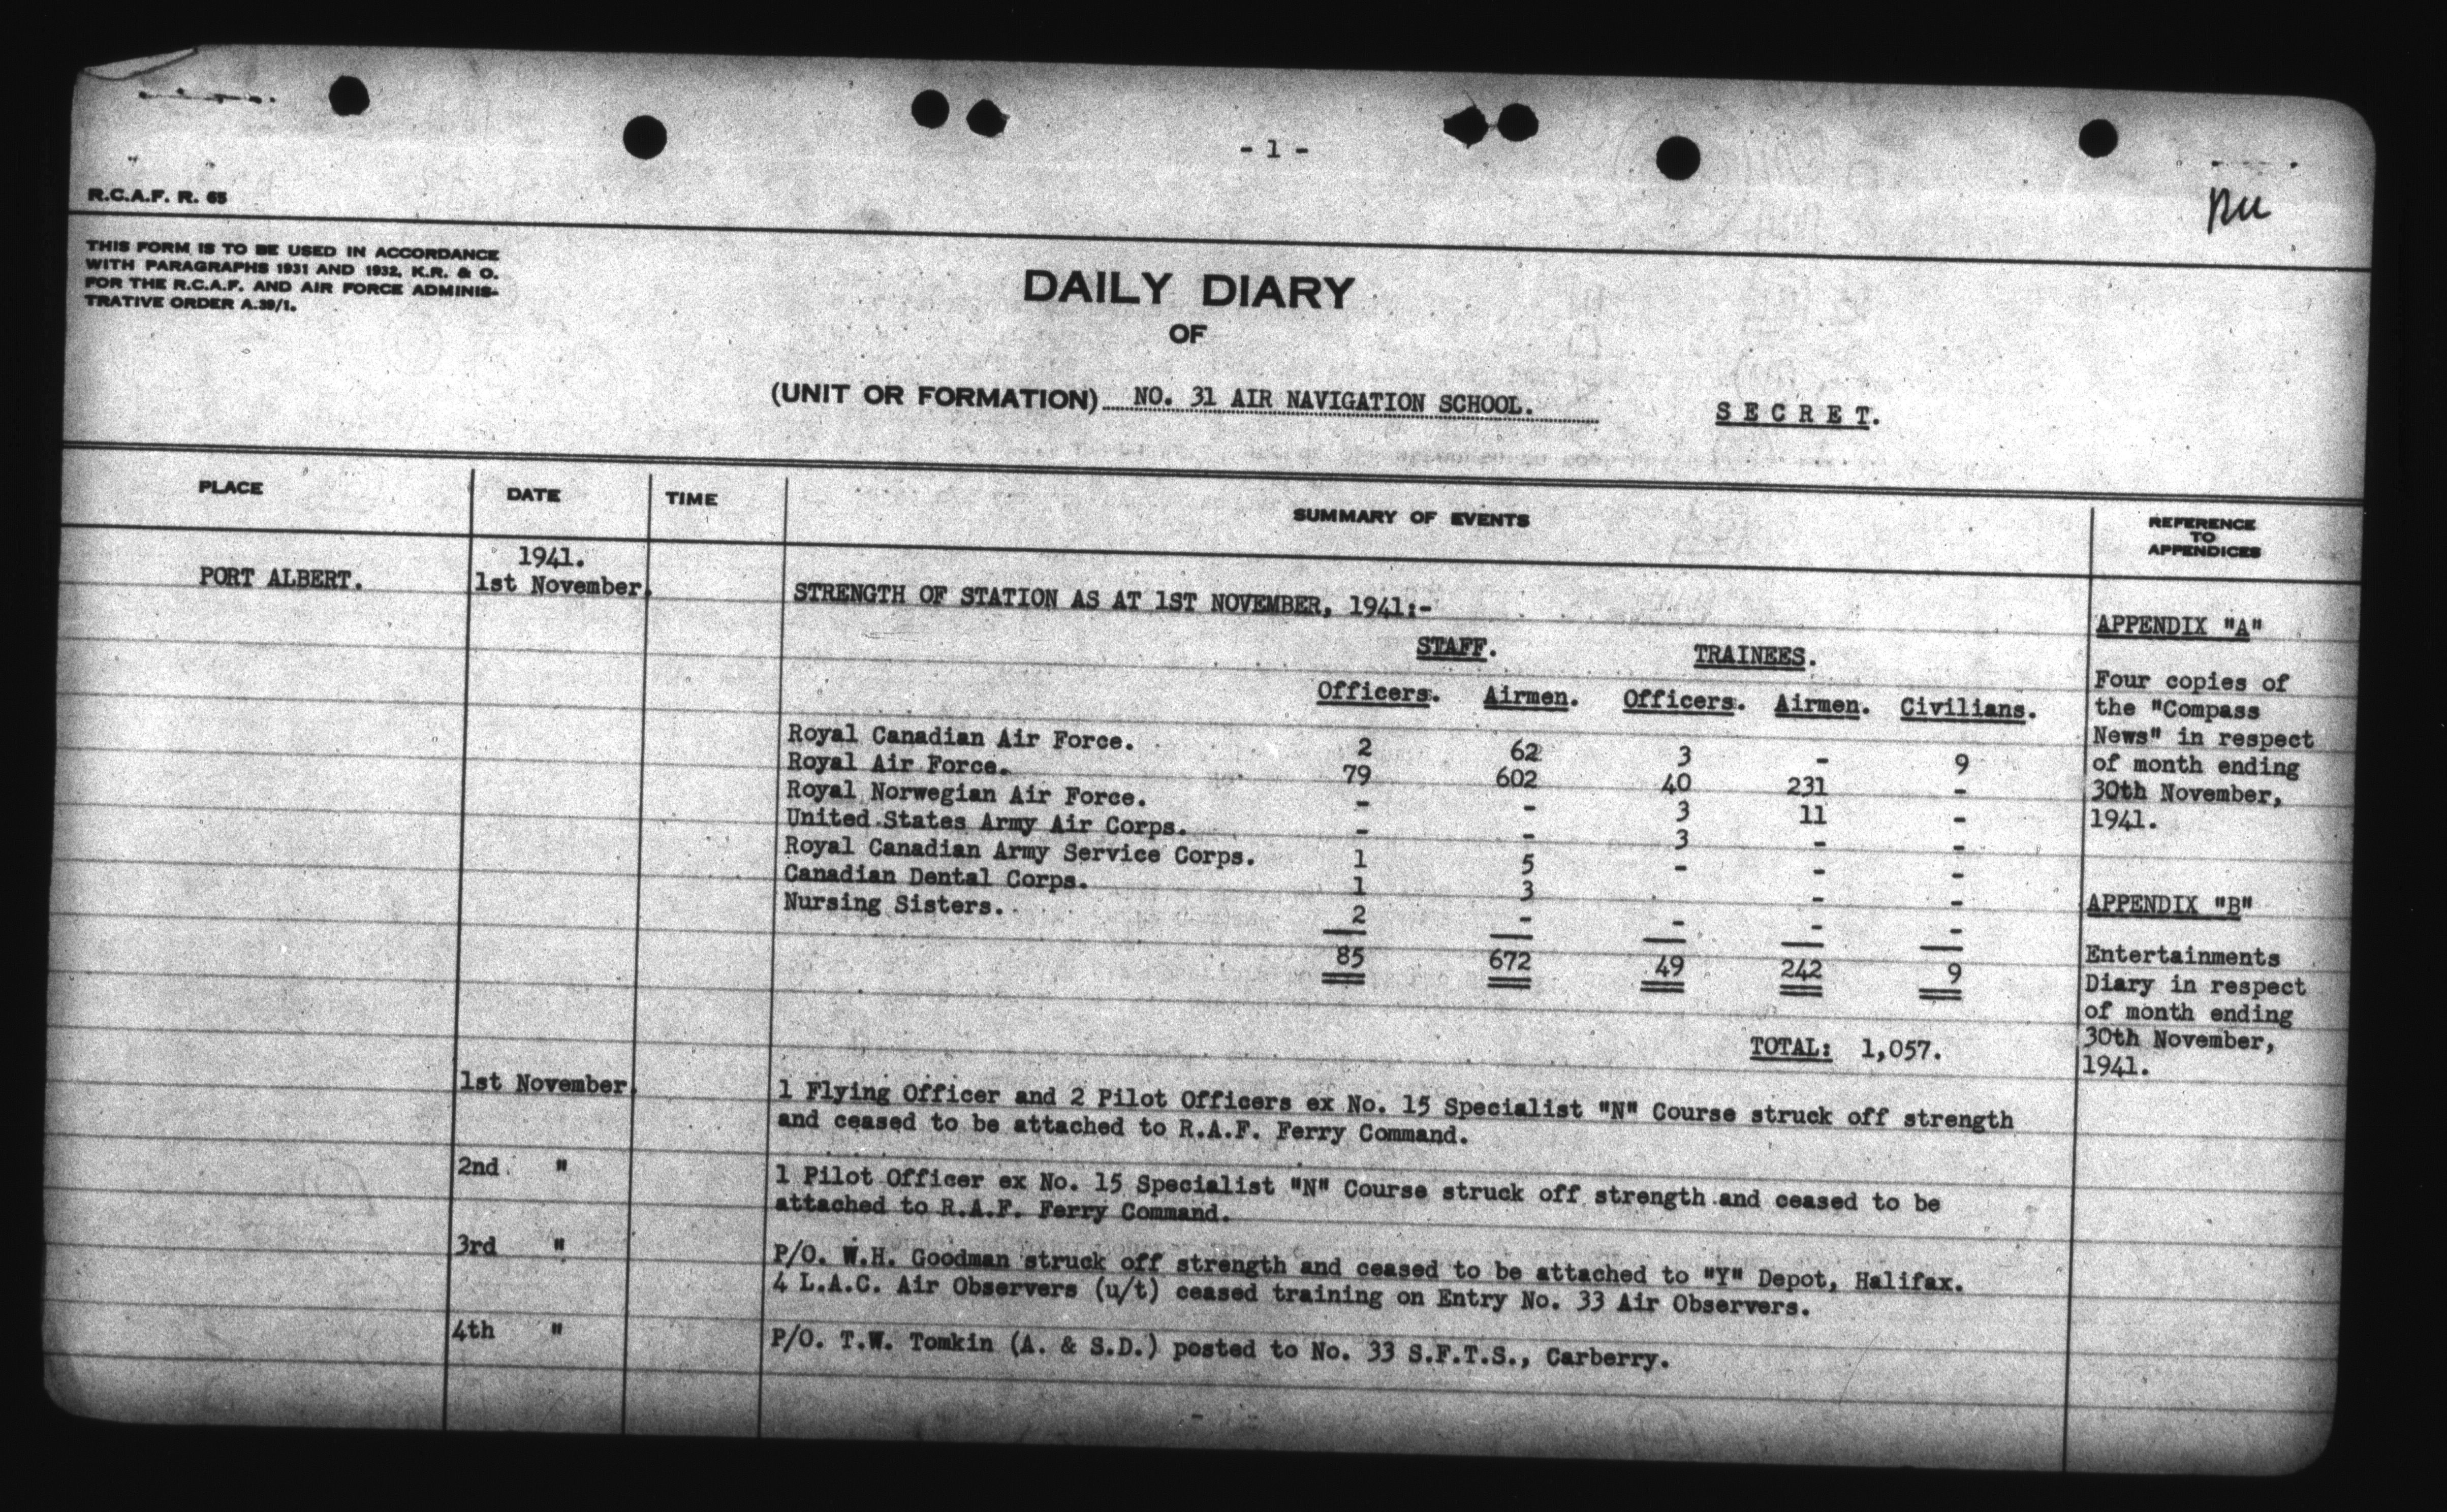 - 1 -
R.C.A.F. R. 65
THIS FORM IS TO BE USED IN ACCORDANCE
WITH PARAGRAPHS 1931 AND 1932, K.R. & O.
FOR THE R.C.A.F. AND AIR FORCE ADMINIS-
TRATIVE ORDER A.39/1.
DAILY DIARY
OF
(UNIT OR FORMATION) NO. 31 AIR NAVIGATION SCHOOL. S E C R E T.
PLACE DATE TIME SUMMARY OF EVENTS REFERENCE
TO
APPENDICES
1941.
PORT ALBERT. 1st November. STRENGTH OF STATION AS AT 1ST NOVEMBER, 1941:-
STAFF. TRAINEES.
Officers. Airmen. Officers. Airmen. Civilians.
Royal Canadian Air Force. 2 62 3 - 9
Royal Air Force. 79 602 40 231 -
Royal Norwegian Air Force. - - 3 11 -
United States Army Air Corps. - - 3 - -
Royal Canadian Army Service Corps. 1 5 - - -
Canadian Dental Corps. 1 3 - -
Nursing Sisters. 2 - - - -
85 672 49 242 9
TOTAL: 1,057.
APPENDIX "A"
Four copies of
the "Compass
News" in respect
of month ending
30th November,
1941.
APPENDIX "B"
Entertainments
Diary in respect
of month ending
30th November,
1941.
1st November. 1 Flying Officer and 2 Pilot Officers ex No. 15 Specialist "N" Course struck off strength
and ceased to be attached to R.A.F. Ferry Command.
2nd " 1 Pilot Officer ex No. 15 Specialist "N" Course struck off strength and ceased to be
attached to R.A.F. Ferry Command.
3rd " P/O. W.H. Goodman struck off strength and ceased to be attached to "Y" Depot, Halifax.
4 L.A.C. Air Observers (u/t) ceased training on Entry No. 33 Air Observers.
4th " P/O. T.W. Tomkin (A. & S.D.) posted to No. 33 S.F.T.S., Carberry.